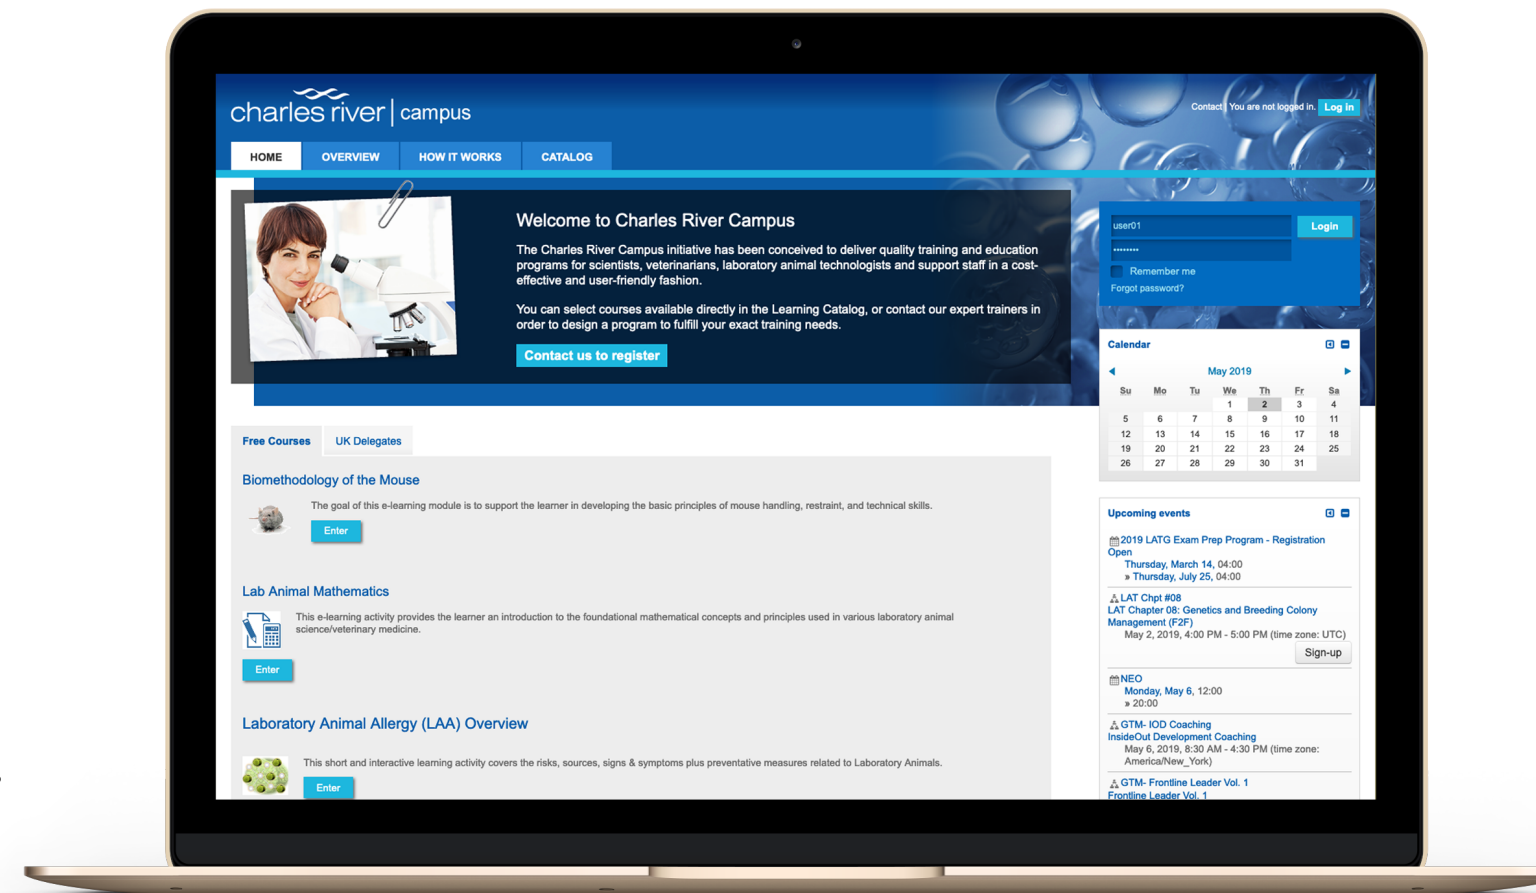 charles river | campus
Contact | You are not logged in. Log in
HOME OVERVIEW HOW IT WORKS CATALOG
Welcome to Charles River Campus
The Charles River Campus initiative has been conceived to deliver quality training and education
programs for scientists, veterinarians, laboratory animal technologists and support staff in a cost-
effective and user-friendly fashion.
You can select courses available directly in the Learning Catalog, or contact our expert trainers in
order to design a program to fulfill your exact training needs.
Contact us to register
user01
Login
••••••••
Remember me
Forgot password?
Calendar
May 2019
Su Mo Tu We Th Fr Sa
1 2 3 4
5 6 7 8 9 10 11
12 13 14 15 16 17 18
19 20 21 22 23 24 25
26 27 28 29 30 31
Free Courses UK Delegates
Biomethodology of the Mouse
The goal of this e-learning module is to support the learner in developing the basic principles of mouse handling, restraint, and technical skills.
Enter
Lab Animal Mathematics
This e-learning activity provides the learner an introduction to the foundational mathematical concepts and principles used in various laboratory animal
science/veterinary medicine.
Enter
Laboratory Animal Allergy (LAA) Overview
This short and interactive learning activity covers the risks, sources, signs & symptoms plus preventative measures related to Laboratory Animals.
Enter
Upcoming events
2019 LATG Exam Prep Program - Registration
Open
Thursday, March 14, 04:00
» Thursday, July 25, 04:00
LAT Chpt #08
LAT Chapter 08: Genetics and Breeding Colony
Management (F2F)
May 2, 2019, 4:00 PM - 5:00 PM (time zone: UTC)
Sign-up
NEO
Monday, May 6, 12:00
» 20:00
GTM- IOD Coaching
InsideOut Development Coaching
May 6, 2019, 8:30 AM - 4:30 PM (time zone:
America/New_York)
GTM- Frontline Leader Vol. 1
Frontline Leader Vol. 1